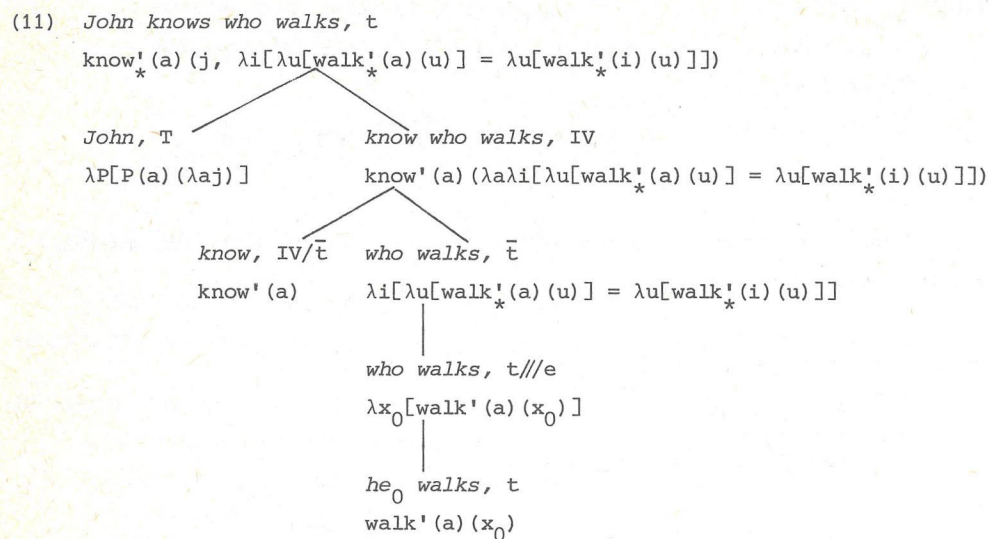 (11) John knows who walks, t
know'*(a)(j, λi[λu[walk'*(a)(u)] = λu[walk'*(i)(u)]])
John, T know who walks, IV
λP[P(a)(λaj)] know'(a)(λaλi[λu[walk'*(a)(u)] = λu[walk'*(i)(u)]])
know, IV/t̄ who walks, t̄
know'(a) λi[λu[walk'*(a)(u)] = λu[walk'*(i)(u)]]
who walks, t///e
λx₀[walk'(a)(x₀)]
he₀ walks, t
walk'(a)(x₀)